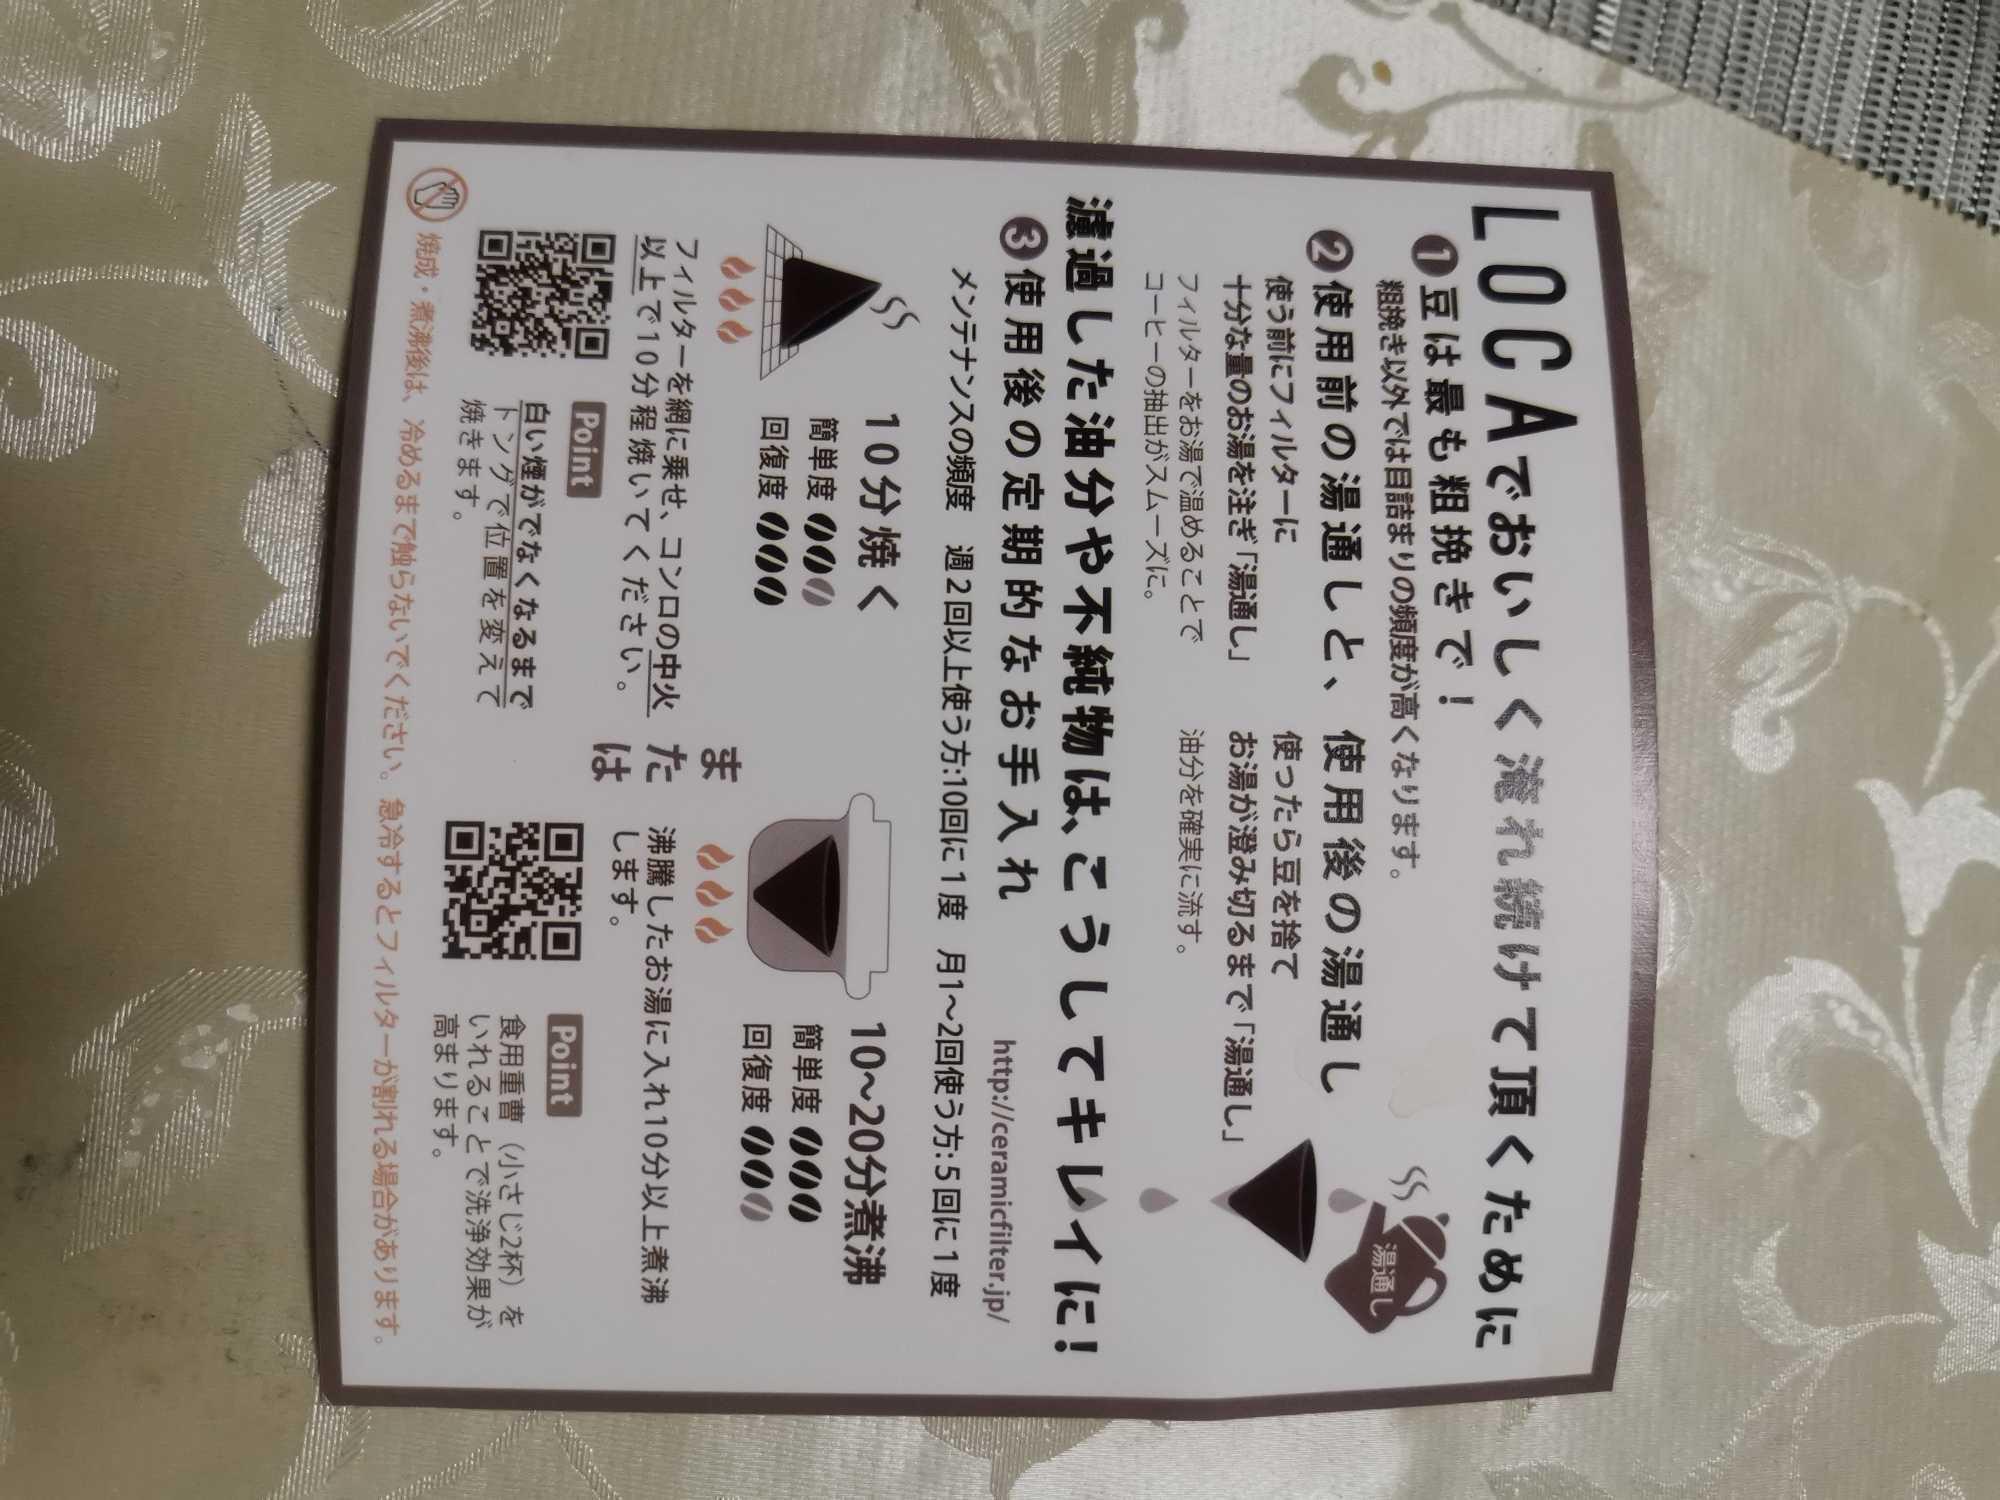 LOCAでおいしく淹れ続けて頂くために
❶豆は最も粗挽きで！
粗挽き以外では目詰まりの頻度が高くなります。
❷使用前の湯通しと、使用後の湯通し
使う前にフィルターに
十分な量のお湯を注ぎ「湯通し」
フィルターをお湯で温めることで
コーヒーの抽出がスムーズに。
使ったら豆を捨て
お湯が澄み切るまで「湯通し」
油分を確実に流す。
湯通し
濾過した油分や不純物は、こうしてキレイに！
❸使用後の定期的なお手入れ
http://ceramicfilter.jp/
メンテナンスの頻度　週２回以上使う方:10回に１度　月1〜2回使う方:５回に１度
１０分焼く
簡単度
回復度
フィルターを網に乗せ、コンロの中火
以上で１０分程焼いてください。
Point
白い煙がでなくなるまで
トングで位置を変えて
焼きます。
または
10〜20分煮沸
簡単度
回復度
沸騰したお湯に入れ10分以上煮沸
します。
Point
食用重曹（小さじ2杯）を
いれることで洗浄効果が
高まります。
焼成・煮沸後は、冷めるまで触らないでください。急冷するとフィルターが割れる場合があります。